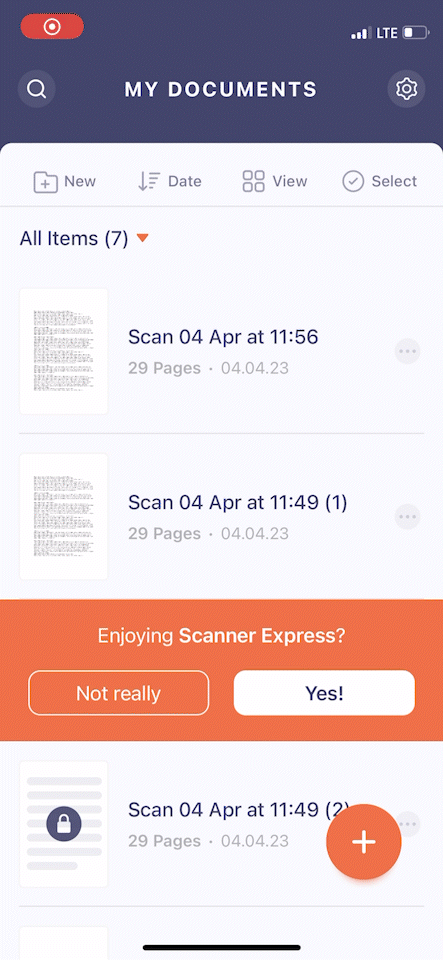 LTE
MY DOCUMENTS
New
Date
View
Select
All Items (7)
Scan 04 Apr at 11:56
29 Pages · 04.04.23
Scan 04 Apr at 11:49 (1)
29 Pages · 04.04.23
Enjoying Scanner Express?
Not really
Yes!
Scan 04 Apr at 11:49 (2)
29 Pages · 04.04.23